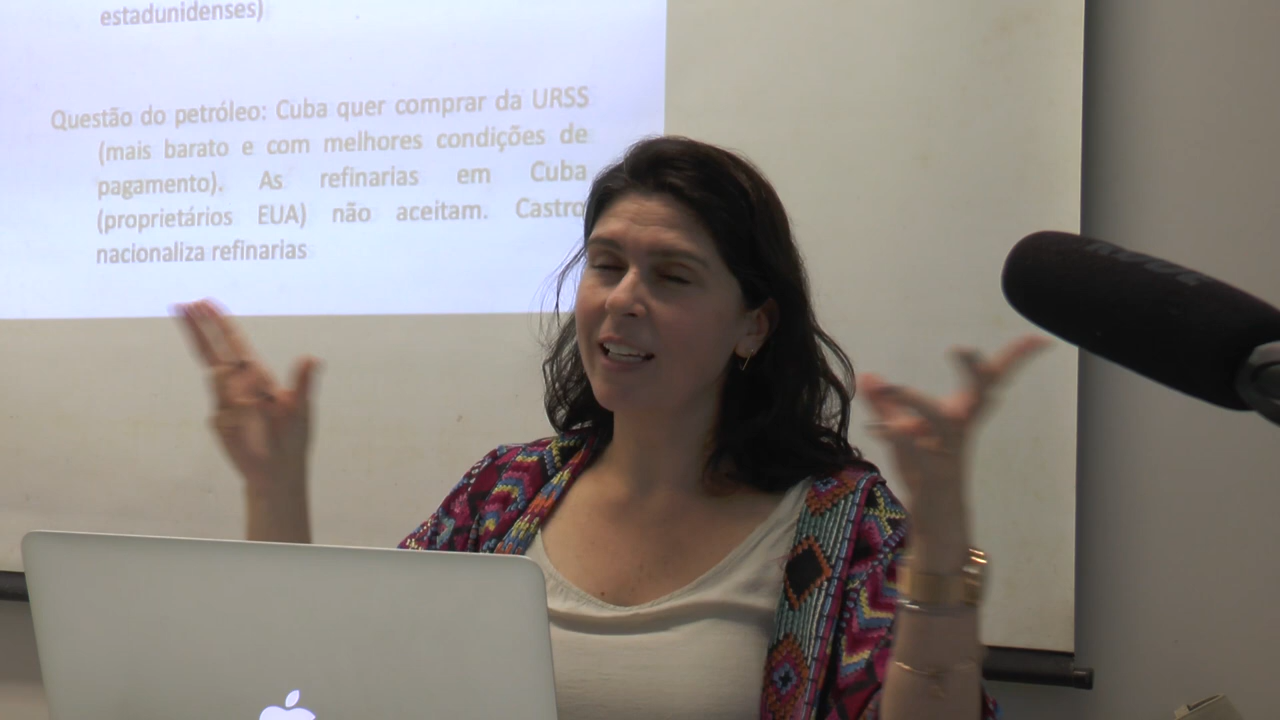 estadunidenses)
Questão do petróleo: Cuba quer comprar da URSS
(mais barato e com melhores condições de
pagamento). As refinarias em Cuba
(proprietários EUA) não aceitam. Castro
nacionaliza refinarias